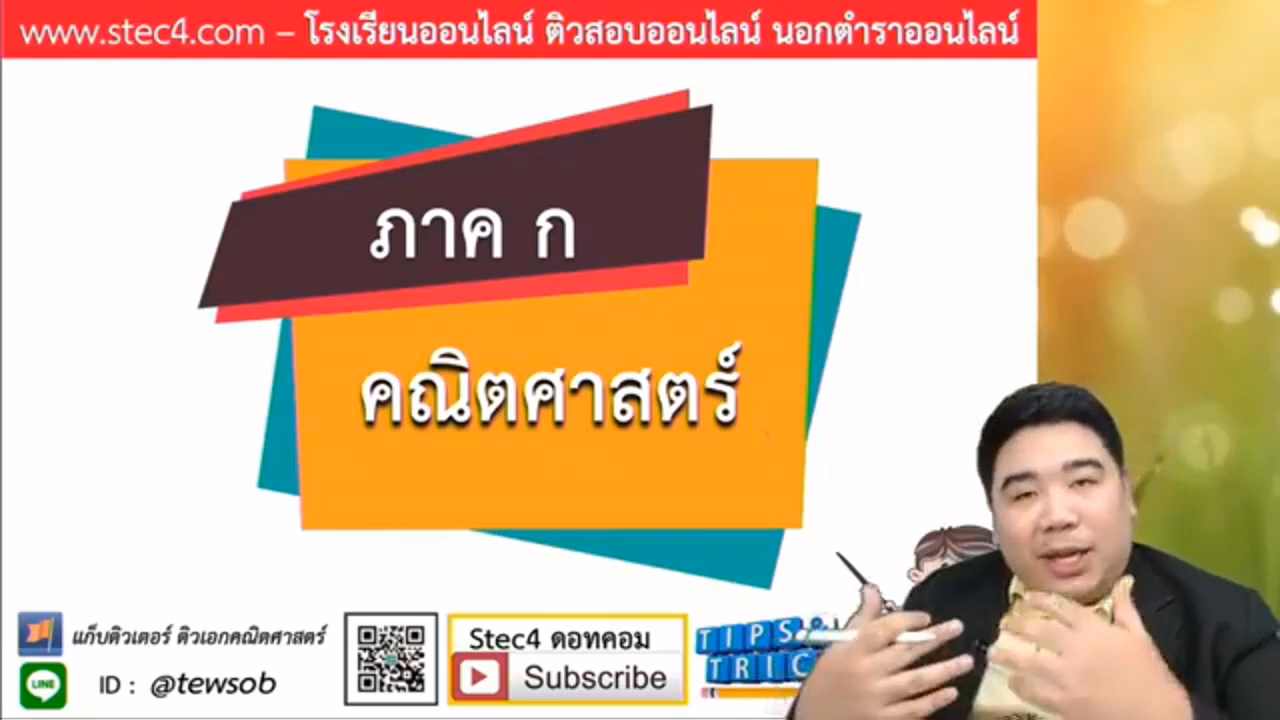 www.stec4.com – โรงเรียนออนไลน์ ติวสอบออนไลน์ นอกตำราออนไลน์
ภาค ก
คณิตศาสตร์
แก็บติวเตอร์ ติวเอกคณิตศาสตร์
LINE
ID : @tewsob
Stec4 ดอทคอม
Subscribe
TIPS &